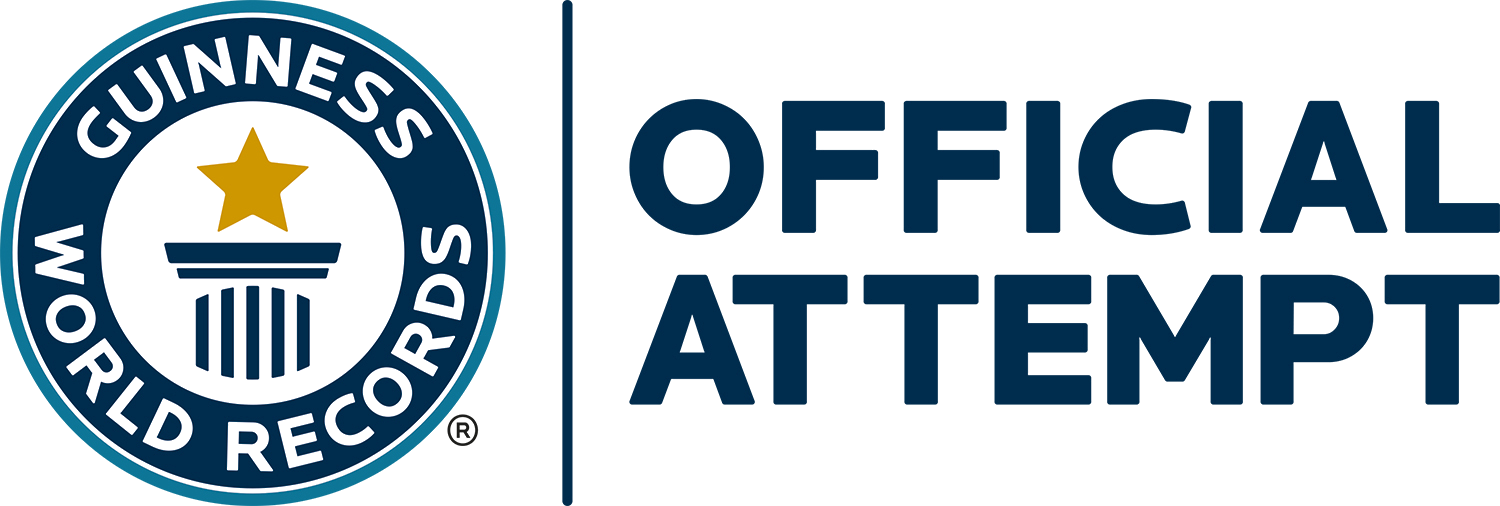 GUINNESS
WORLD RECORDS
®
OFFICIAL
ATTEMPT